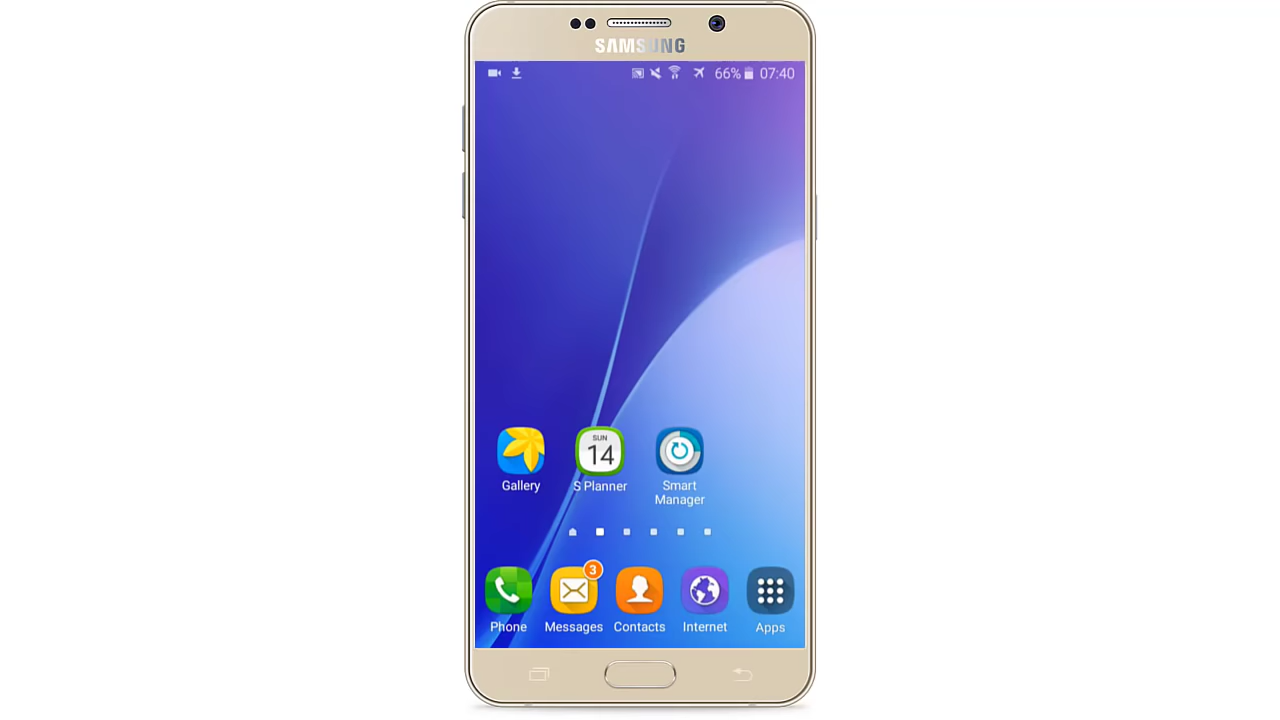 SAMSUNG
66% 07:40
SUN
14
Gallery
S Planner
Smart
Manager
3
Phone
Messages
Contacts
Internet
Apps